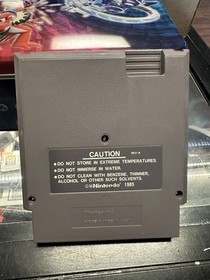 CAUTION
● DO NOT STORE IN EXTREME TEMPERATURES.
● DO NOT IMMERSE IN WATER.
● DO NOT CLEAN WITH BENZENE, THINNER,
ALCOHOL OR OTHER SUCH SOLVENTS.
©Nintendo 1985